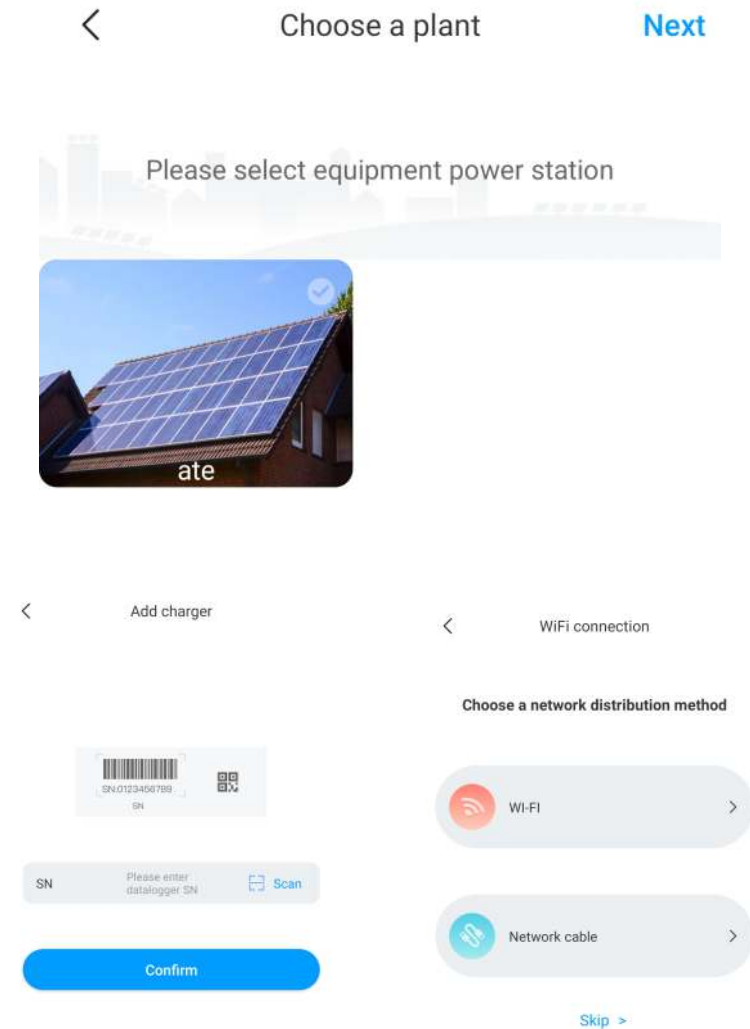 Choose a plant
Next
Please select equipment power station
ate
Add charger
SN:0123456789
SN
SN
Please enter
datalogger SN
Scan
Confirm
WiFi connection
Choose a network distribution method
WI-FI
Network cable
Skip >